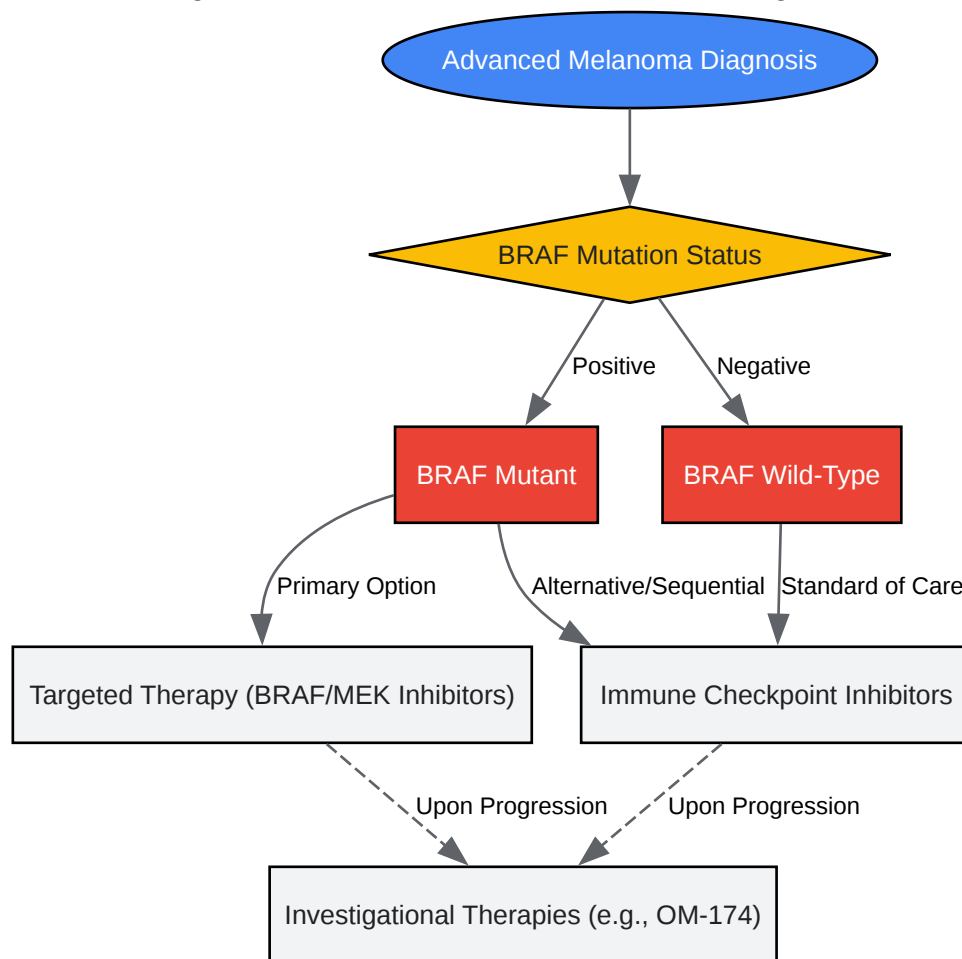 Advanced Melanoma Diagnosis
BRAF Mutation Status
Positive
Negative
BRAF Mutant
BRAF Wild-Type
Primary Option
Alternative/Sequential
Standard of Care
Targeted Therapy (BRAF/MEK Inhibitors)
Immune Checkpoint Inhibitors
Upon Progression
Upon Progression
Investigational Therapies (e.g., OM-174)